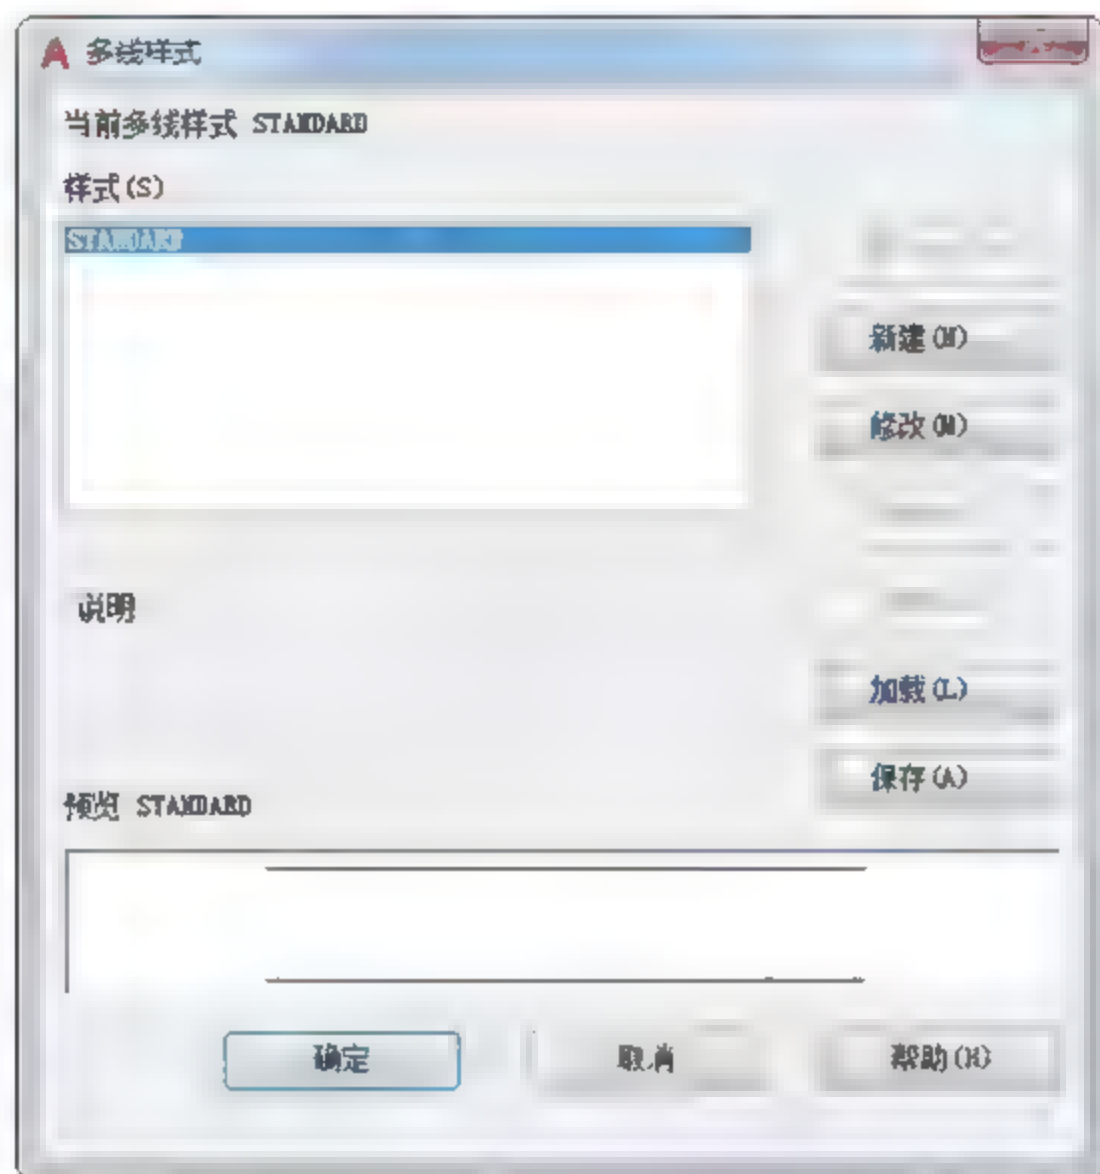 多线样式
当前多线样式 STANDARD
样式(S)
STANDARD
新建(N)
修改(M)
说明
加载(L)
保存(A)
预览 STANDARD
确定
取消
帮助(H)